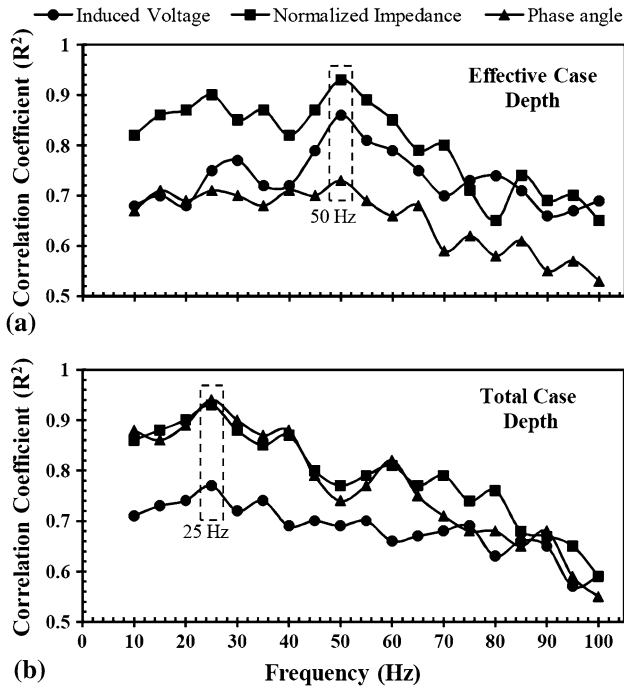 Induced Voltage Normalized Impedance Phase angle
(a)
Correlation Coefficient (R²)
1
0.9
0.8
0.7
0.6
0.5
Effective Case
Depth
50 Hz
(b)
Correlation Coefficient (R²)
1
0.9
0.8
0.7
0.6
0.5
Total Case
Depth
25 Hz
0 10 20 30 40 50 60 70 80 90 100
Frequency (Hz)